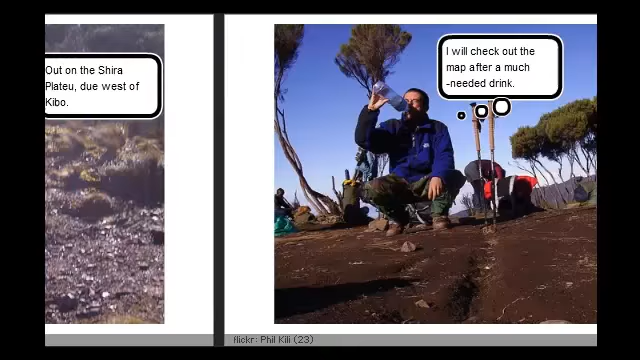 Out on the Shira
Plateu, due west of
Kibo.
I will check out the
map after a much
-needed drink.
flickr: Phil Kili (23)